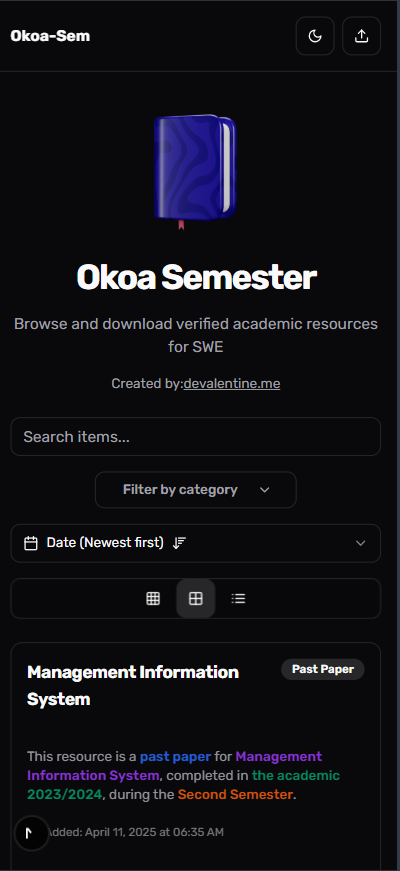 Okoa-Sem
Okoa Semester
Browse and download verified academic resources
for SWE
Created by:devalentine.me
Search items...
Filter by category
Date (Newest first)
Management Information
System
Past Paper
This resource is a past paper for Management
Information System, completed in the academic
2023/2024, during the Second Semester.
Added: April 11, 2025 at 06:35 AM